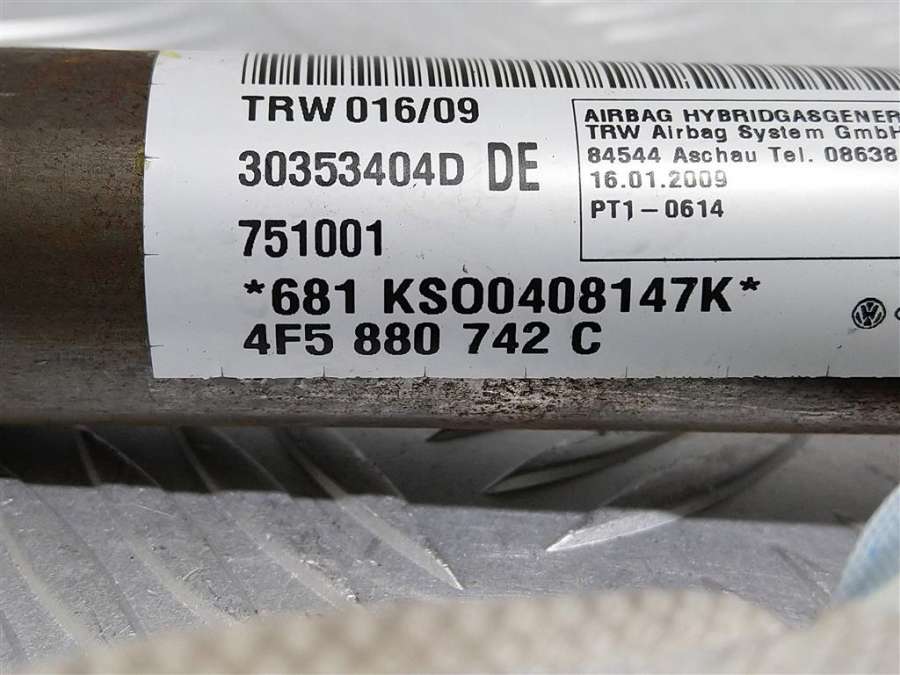 TRW 016/09
30353404D DE
751001
*681 KSO0408147K*
4F5 880 742 C
AIRBAG HYBRIDGASGENER
TRW Airbag System GmbH
84544 Aschau Tel. 08638
16.01.2009
PT1-0614